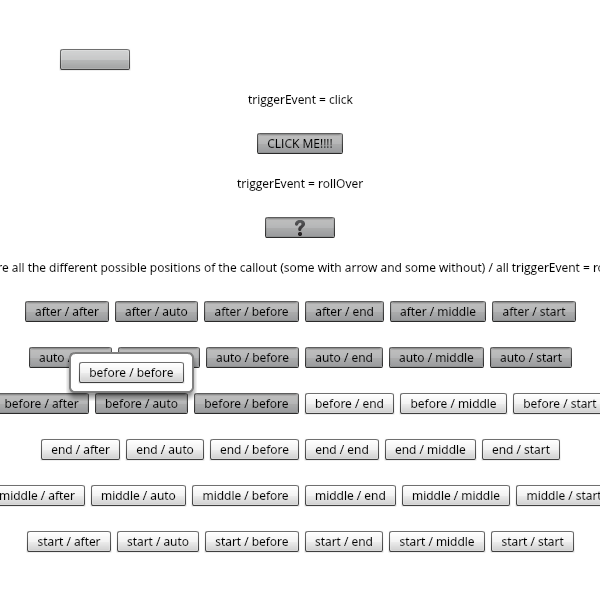 triggerEvent = click
CLICK ME!!!!
triggerEvent = rollOver
?
all the different possible positions of the callout (some with arrow and some without) / all triggerEvent =
after / after after / auto after / before after / end after / middle after / start
auto / auto / before auto / end auto / middle auto / start
before / before
before / after before / auto before / before before / end before / middle before / start
end / after end / auto end / before end / end end / middle end / start
middle / after middle / auto middle / before middle / end middle / middle middle / start
start / after start / auto start / before start / end start / middle start / start